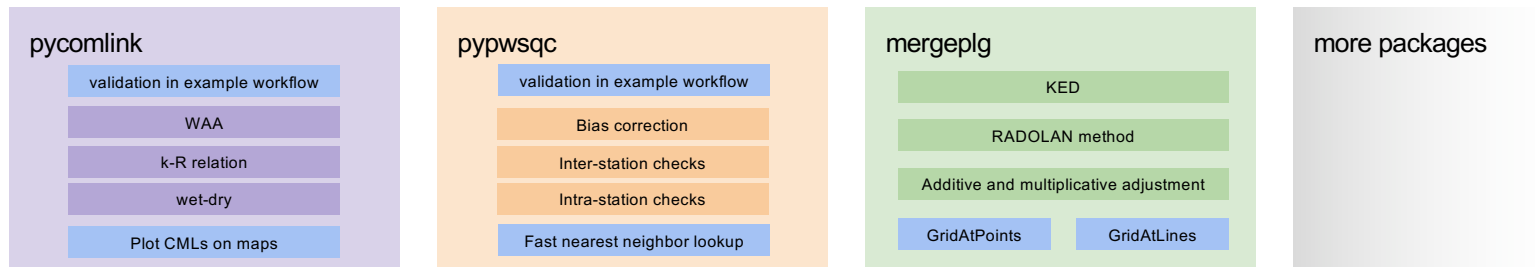 pycomlink
validation in example workflow
WAA
k-R relation
wet-dry
Plot CMLs on maps
pypwsqc
validation in example workflow
Bias correction
Inter-station checks
Intra-station checks
Fast nearest neighbor lookup
mergeplg
KED
RADOLAN method
Additive and multiplicative adjustment
GridAtPoints
GridAtLines
more packages